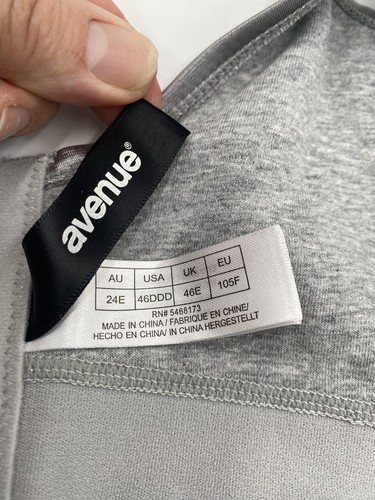 avenue®
AU USA UK EU
24E 46DDD 46E 105F
RN# 5468173
MADE IN CHINA/ FABRIQUE EN CHINE/
HECHO EN CHINA/ IN CHINA HERGESTELLT